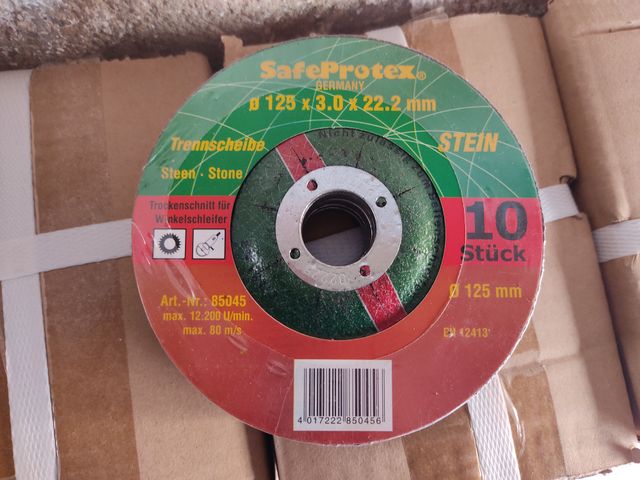 SafeProtex®
GERMANY
Ø 125 x 3.0 x 22.2 mm
Trennscheibe
STEIN
Steen · Stone
Trockenschnitt für
Winkelschleifer
10
Stück
Ø 125 mm
Art.-Nr.: 85045
max. 12.200 U/min.
max. 80 m/s
EN 12413
4 017222 850456
Nicht